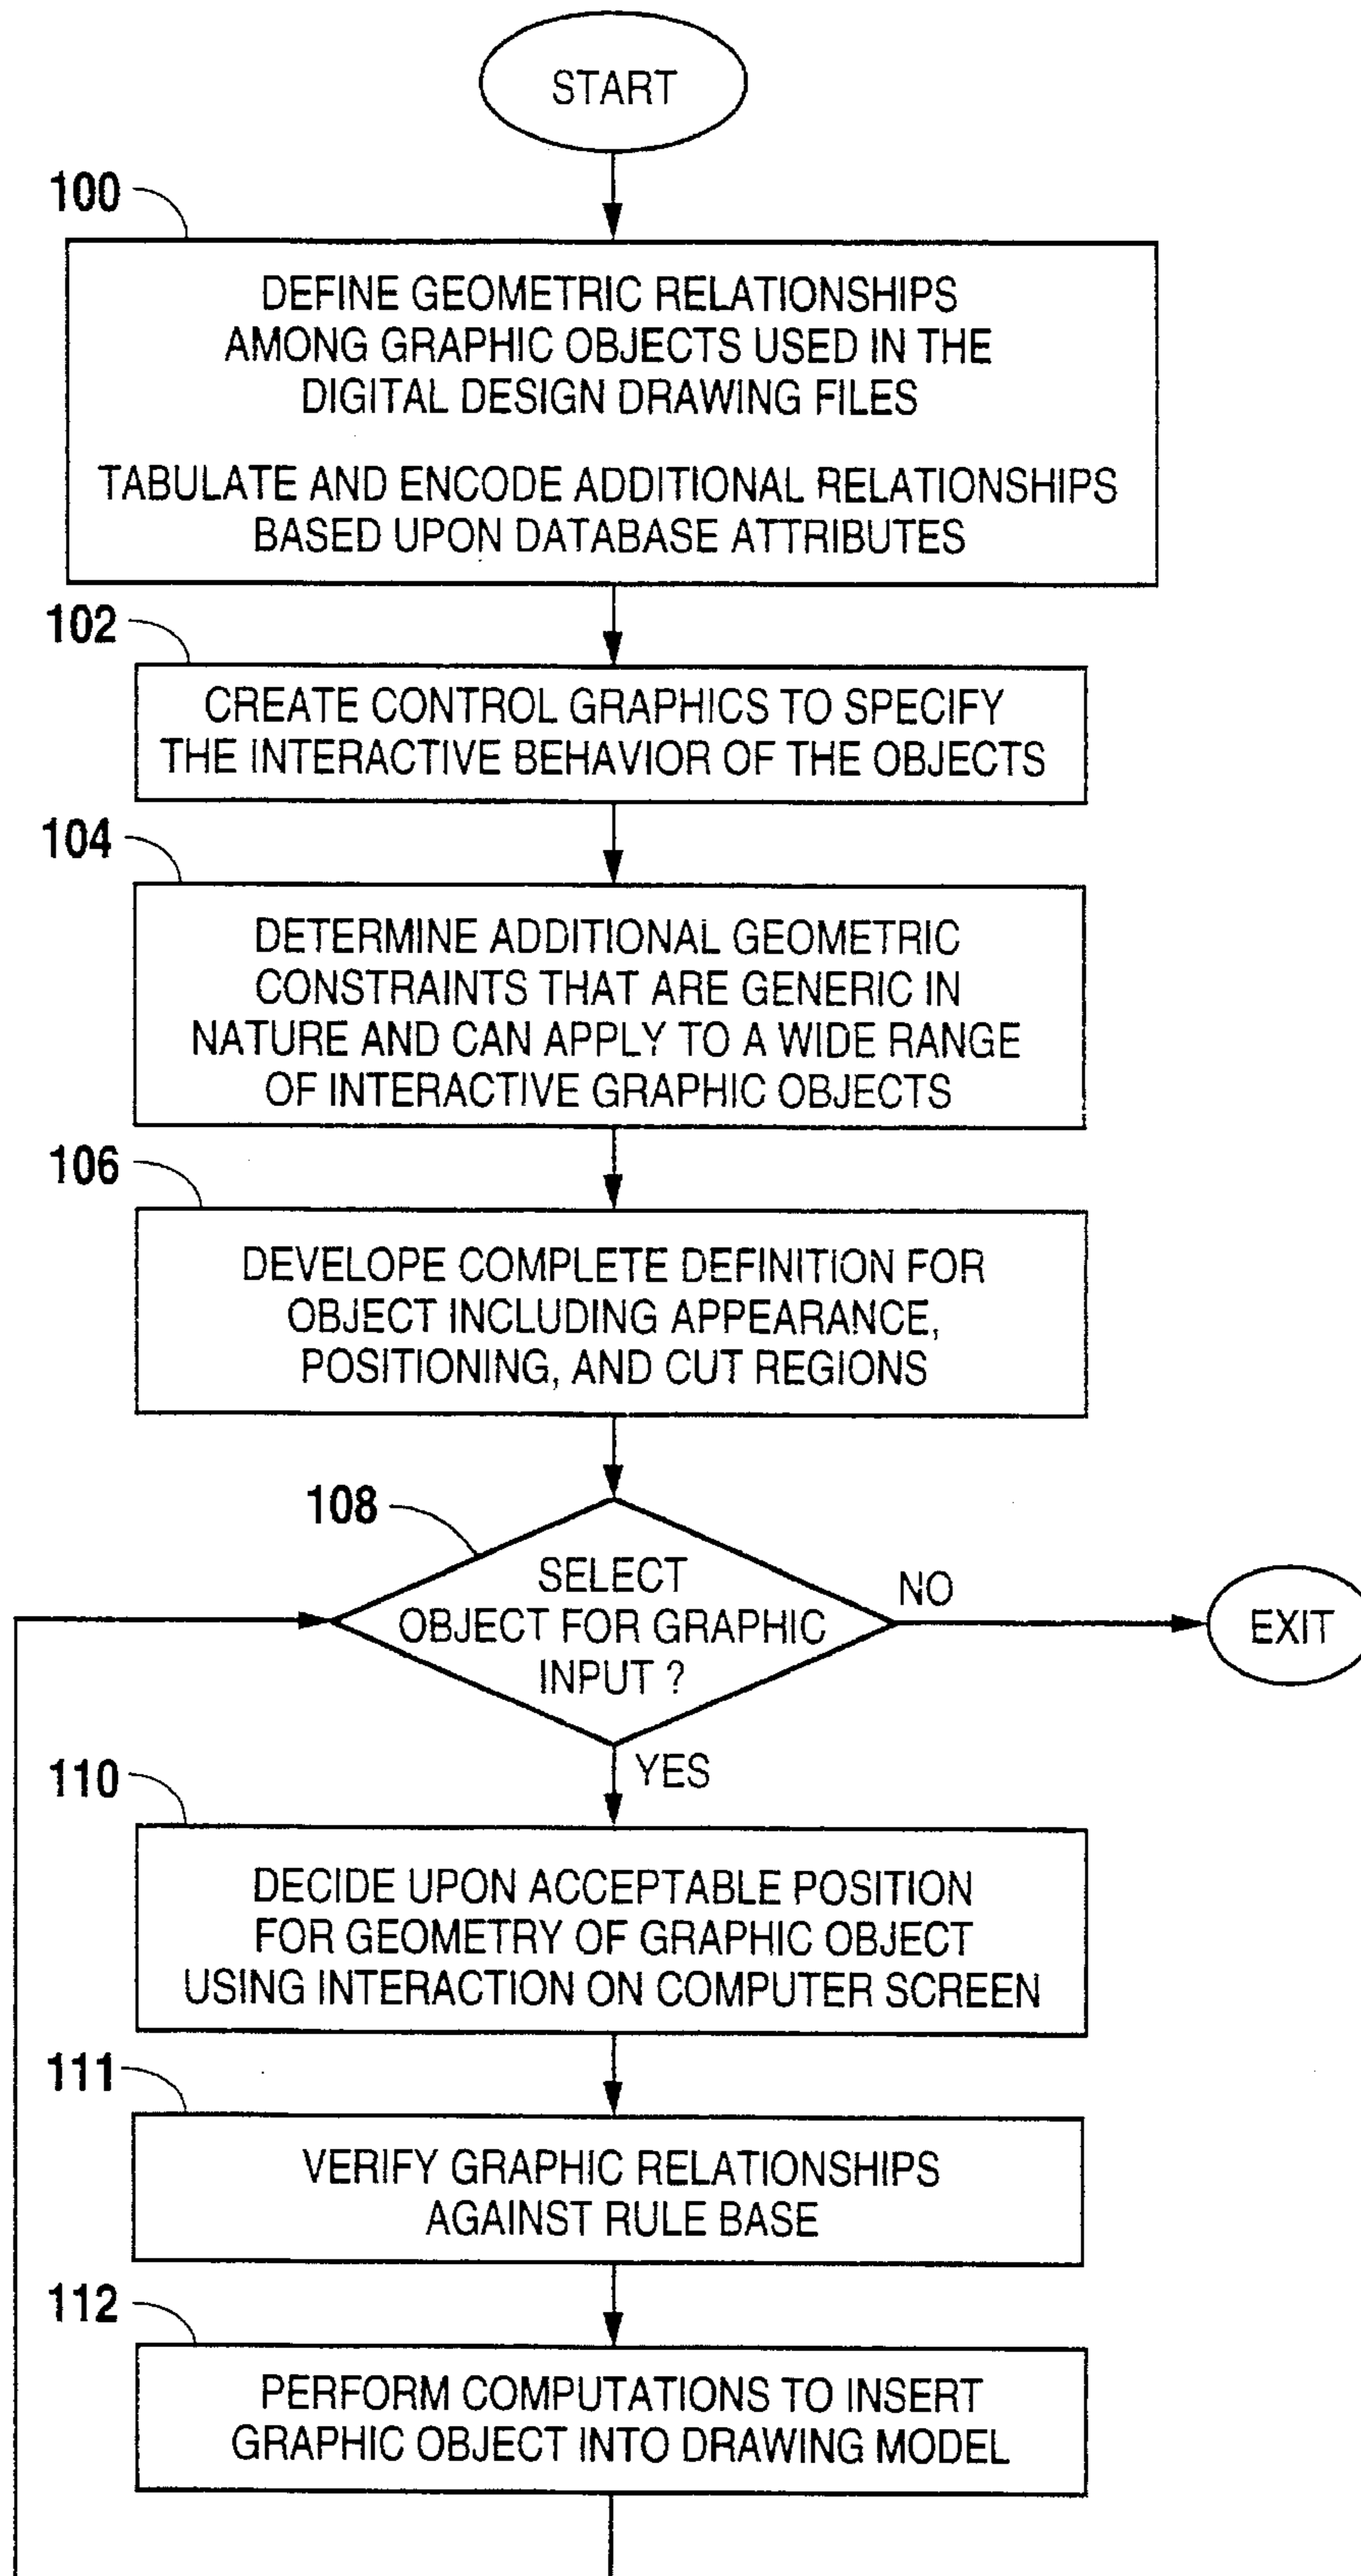 START
100
DEFINE GEOMETRIC RELATIONSHIPS
AMONG GRAPHIC OBJECTS USED IN THE
DIGITAL DESIGN DRAWING FILES
TABULATE AND ENCODE ADDITIONAL RELATIONSHIPS
BASED UPON DATABASE ATTRIBUTES
102
CREATE CONTROL GRAPHICS TO SPECIFY
THE INTERACTIVE BEHAVIOR OF THE OBJECTS
104
DETERMINE ADDITIONAL GEOMETRIC
CONSTRAINTS THAT ARE GENERIC IN
NATURE AND CAN APPLY TO A WIDE RANGE
OF INTERACTIVE GRAPHIC OBJECTS
106
DEVELOPE COMPLETE DEFINITION FOR
OBJECT INCLUDING APPEARANCE,
POSITIONING, AND CUT REGIONS
108
SELECT
OBJECT FOR GRAPHIC
INPUT ?
NO
EXIT
YES
110
DECIDE UPON ACCEPTABLE POSITION
FOR GEOMETRY OF GRAPHIC OBJECT
USING INTERACTION ON COMPUTER SCREEN
111
VERIFY GRAPHIC RELATIONSHIPS
AGAINST RULE BASE
112
PERFORM COMPUTATIONS TO INSERT
GRAPHIC OBJECT INTO DRAWING MODEL